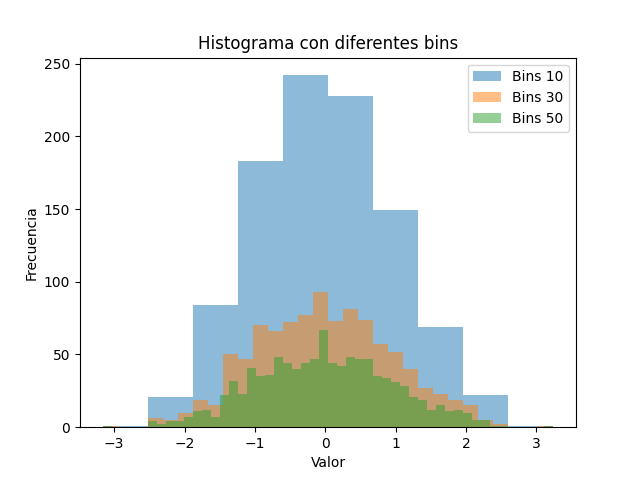 Histograma con diferentes bins
Bins 10
Bins 30
Bins 50
Frecuencia
250
200
150
100
50
0
−3 −2 −1 0 1 2 3
Valor